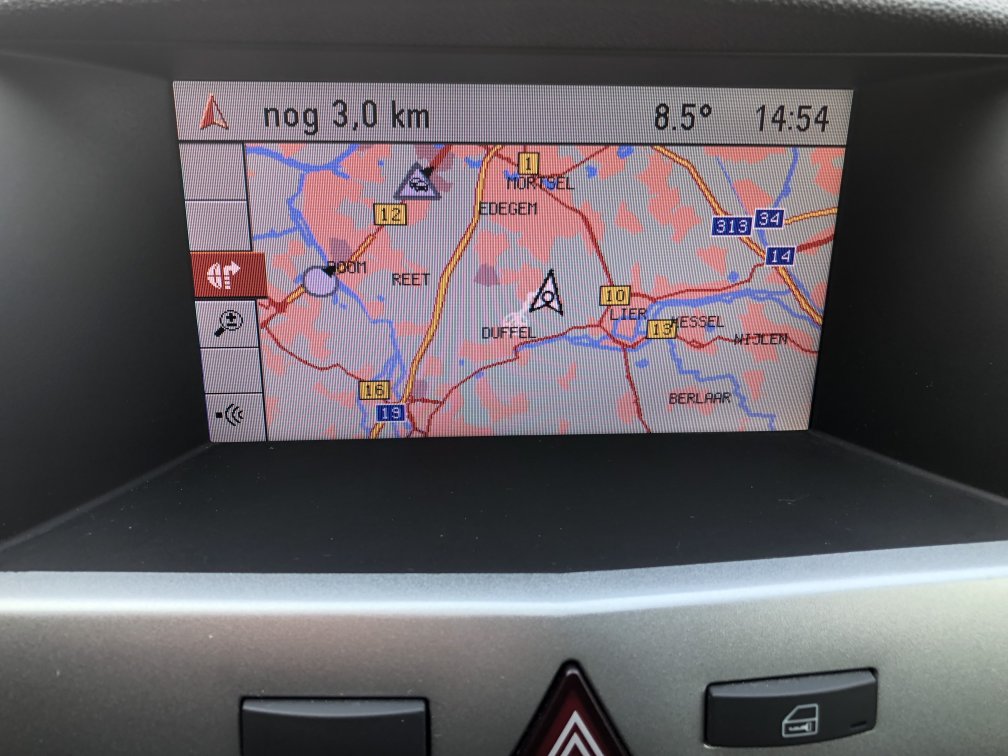 nog 3,0 km 8.5° 14:54
1
MORTSEL
12
EDEGEM
313 34
14
BOOM
REET
10
LIER
DUFFEL
13 KESSEL
NIJLEN
16
19
BERLAAR